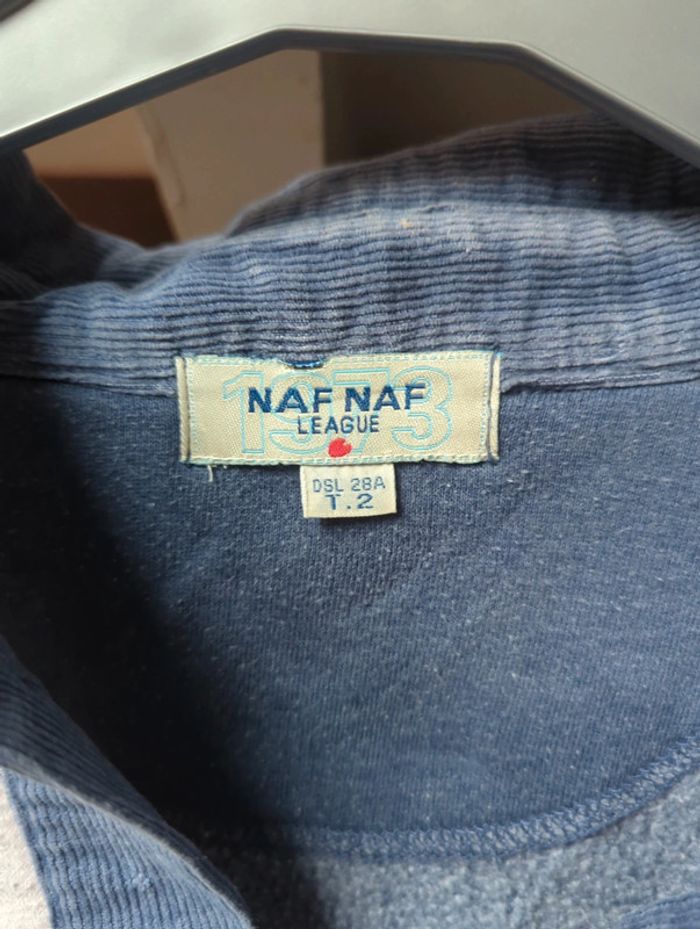 1973
NAF NAF
LEAGUE
DSL 28A
T.2